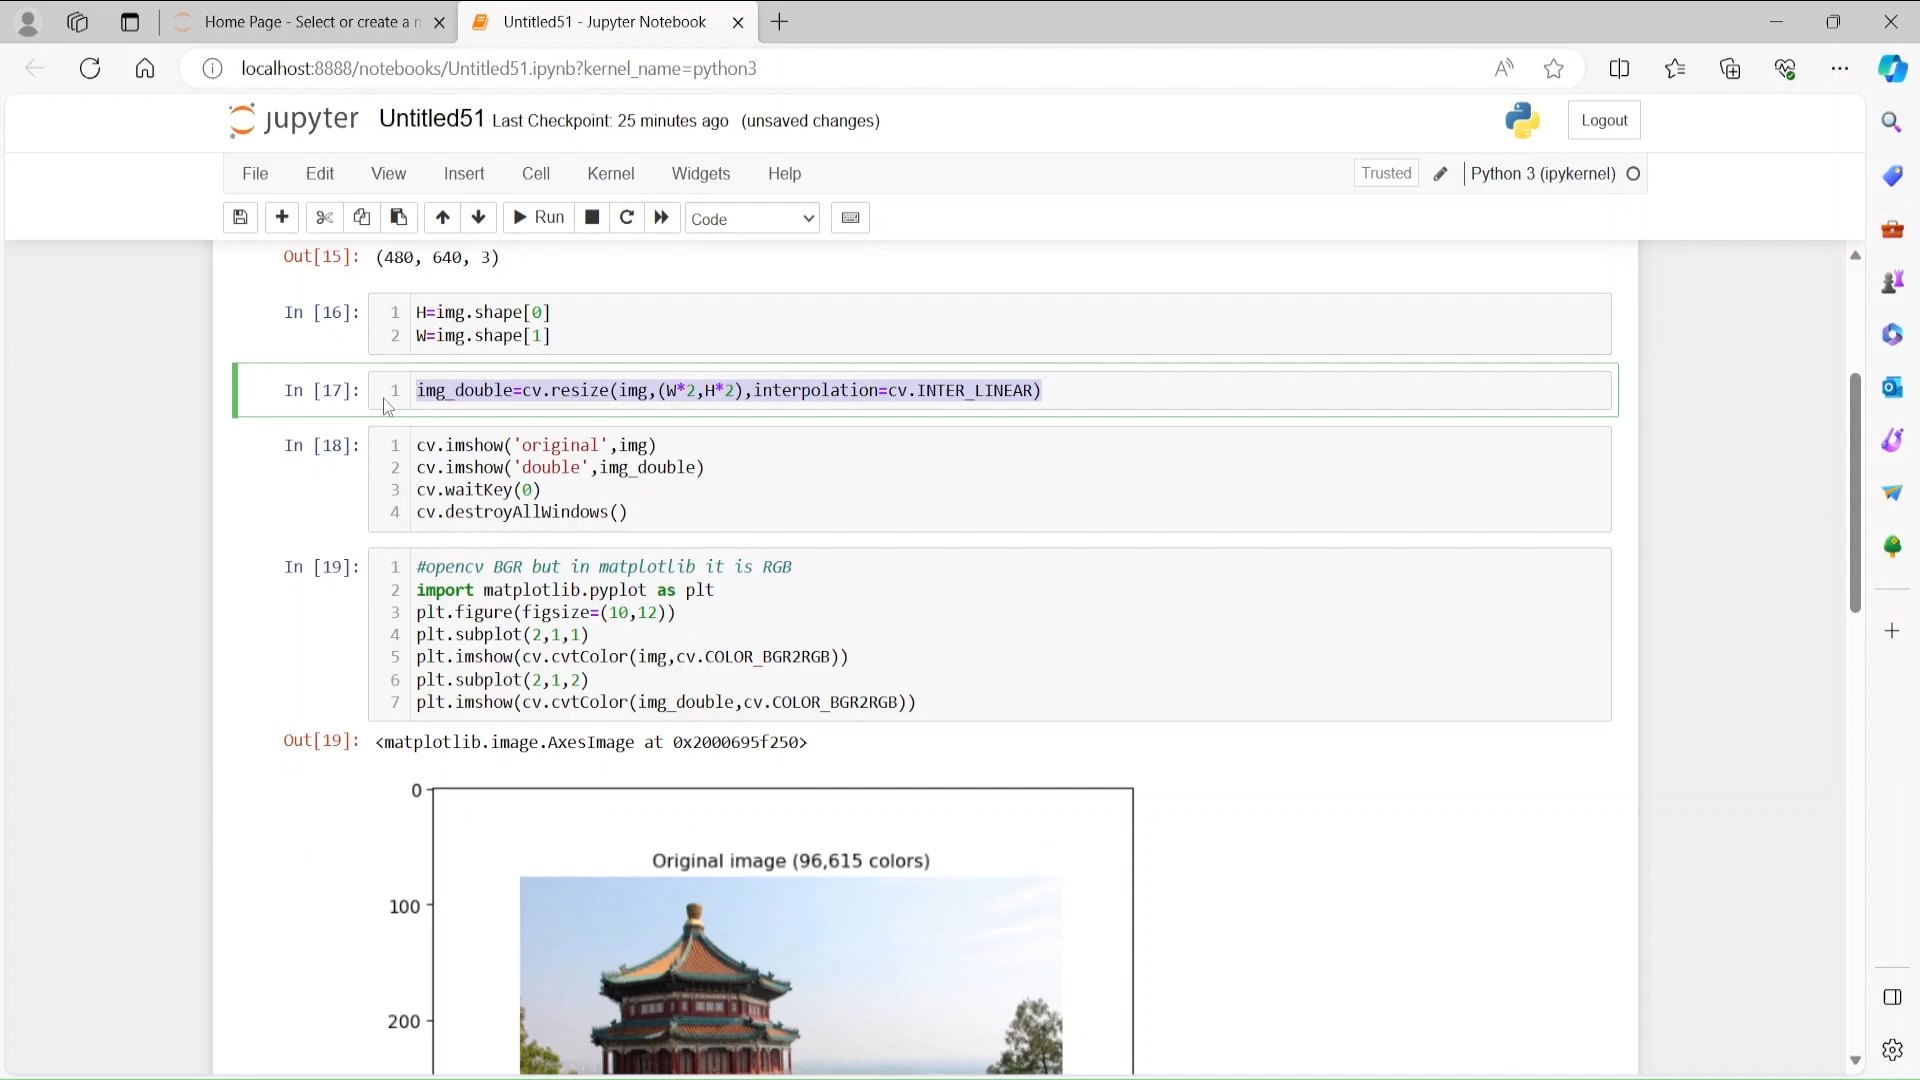 Home Page - Select or create a n
Untitled51 - Jupyter Notebook
localhost:8888/notebooks/Untitled51.ipynb?kernel_name=python3
jupyter Untitled51 Last Checkpoint: 25 minutes ago (unsaved changes)
Logout
File Edit View Insert Cell Kernel Widgets Help
Trusted
Python 3 (ipykernel)
Run
Code
Out[15]: (480, 640, 3)
In [16]:
1 H=img.shape[0]
2 W=img.shape[1]
In [17]:
1 img_double=cv.resize(img,(W*2,H*2),interpolation=cv.INTER_LINEAR)
In [18]:
1 cv.imshow('original',img)
2 cv.imshow('double',img_double)
3 cv.waitKey(0)
4 cv.destroyAllWindows()
In [19]:
1 #opencv BGR but in matplotlib it is RGB
2 import matplotlib.pyplot as plt
3 plt.figure(figsize=(10,12))
4 plt.subplot(2,1,1)
5 plt.imshow(cv.cvtColor(img,cv.COLOR_BGR2RGB))
6 plt.subplot(2,1,2)
7 plt.imshow(cv.cvtColor(img_double,cv.COLOR_BGR2RGB))
Out[19]: <matplotlib.image.AxesImage at 0x2000695f250>
0
Original image (96,615 colors)
100
200